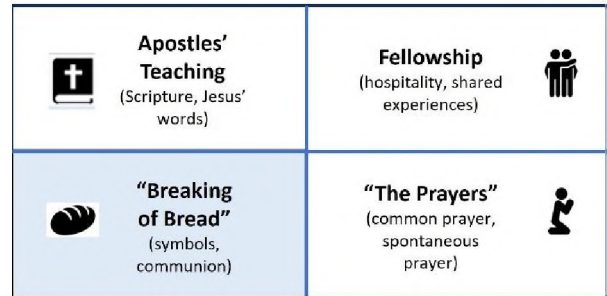 Apostles'
Teaching
(Scripture, Jesus'
words)
Fellowship
(hospitality, shared
experiences)
“Breaking
of Bread”
(symbols,
communion)
“The Prayers”
(common prayer,
spontaneous
prayer)